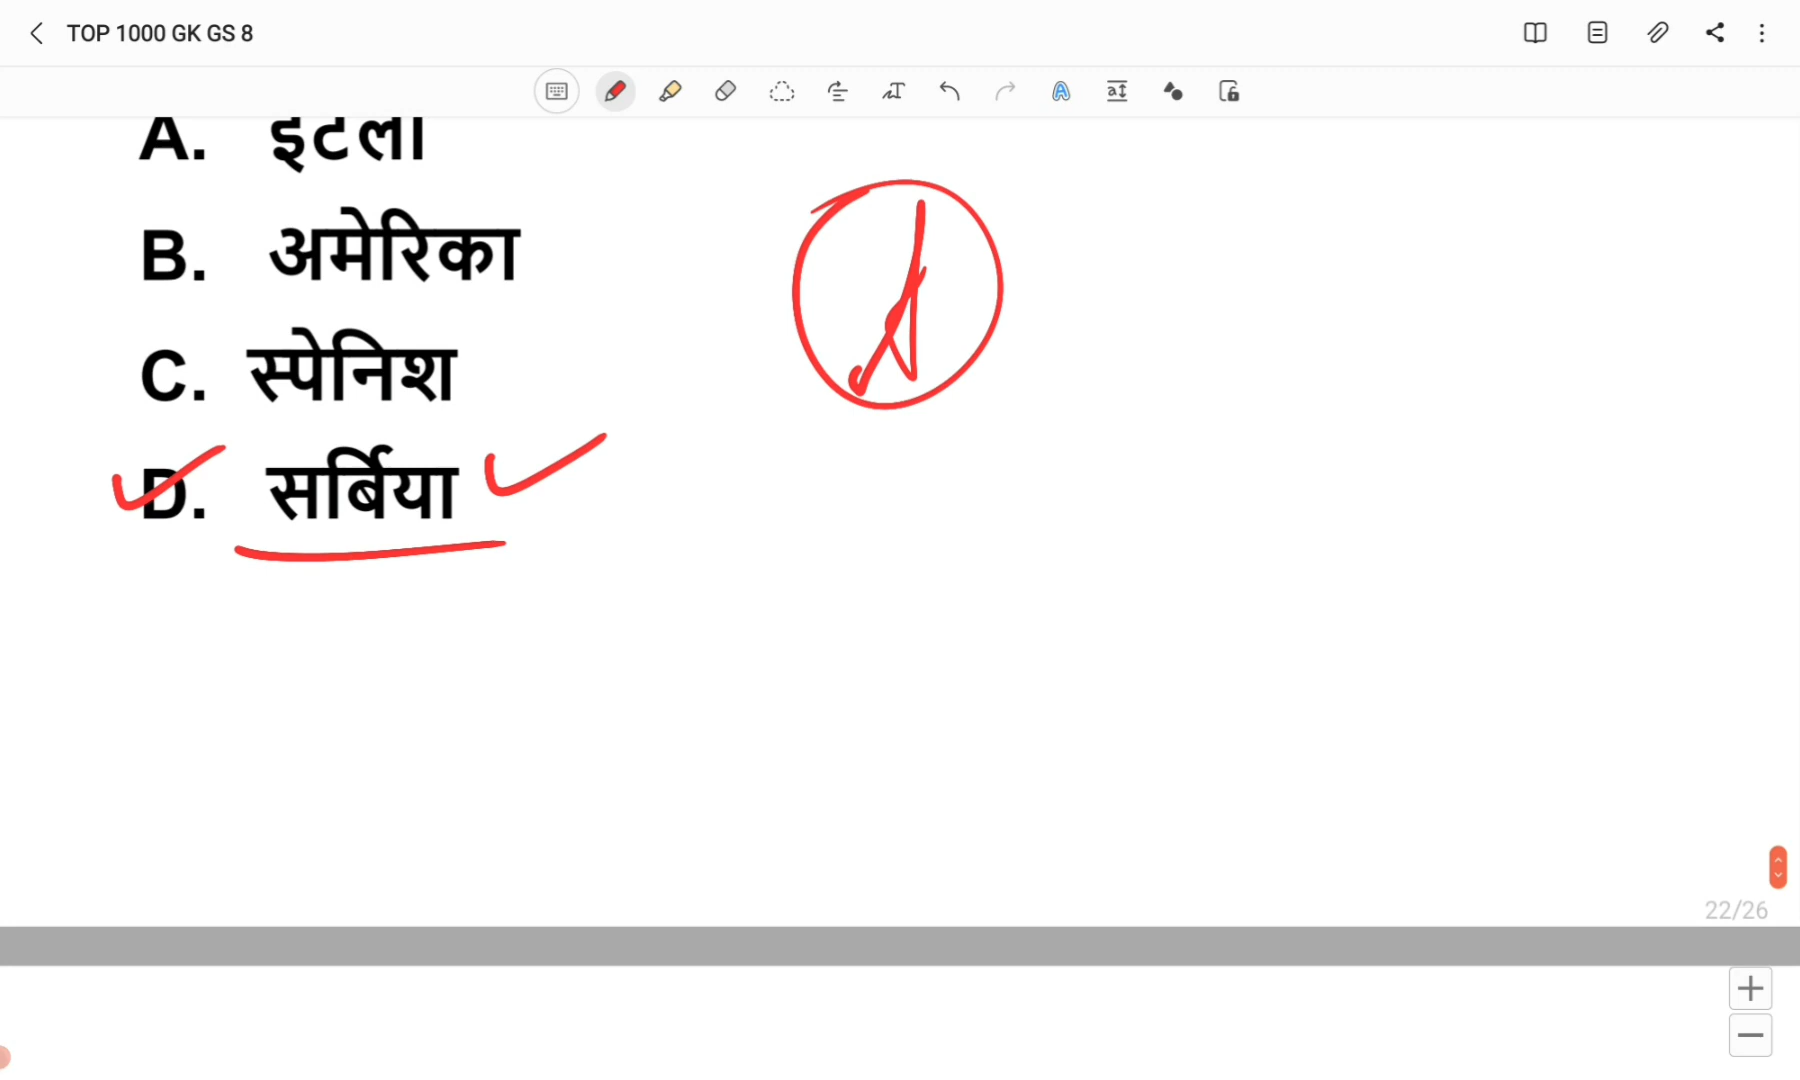 TOP 1000 GK GS 8
A. इटली
B. अमेरिका
C. स्पेनिश
D. सर्बिया
d
22/26